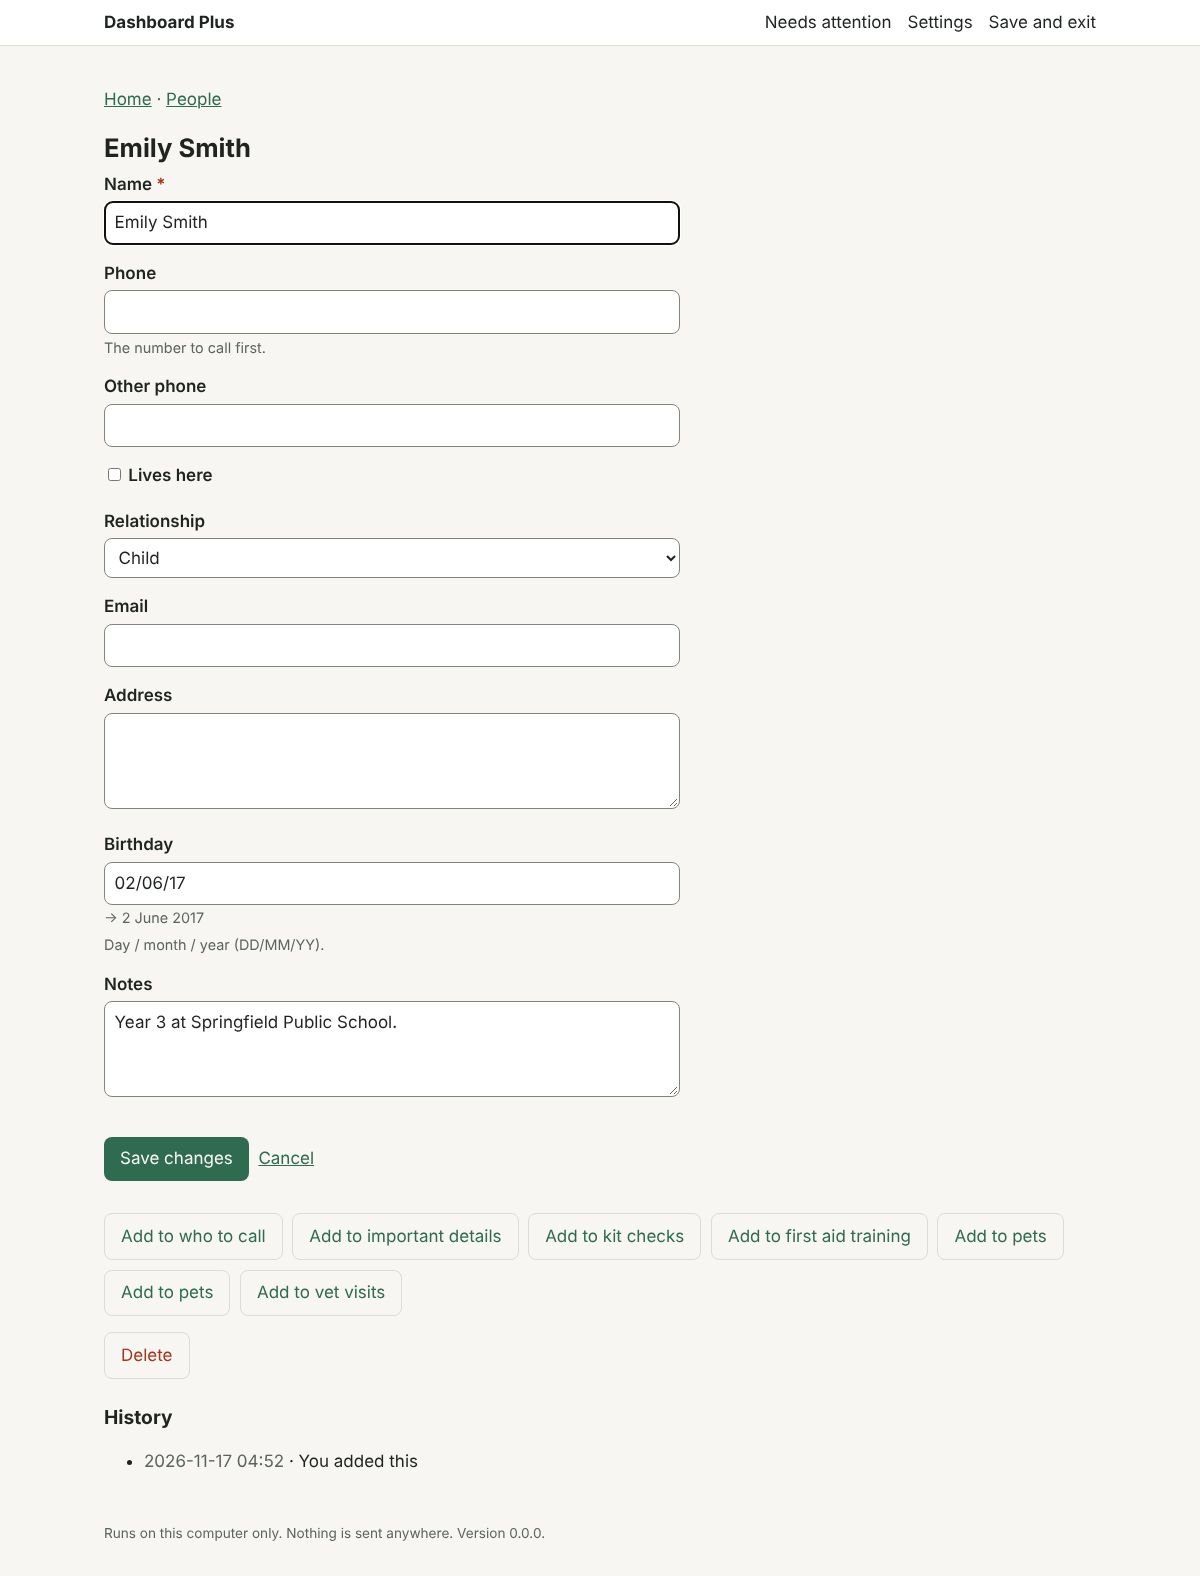 Dashboard Plus
Needs attention Settings Save and exit
Home · People
Emily Smith
Name *
Emily Smith
Phone
The number to call first.
Other phone
Lives here
Relationship
Child
Email
Address
Birthday
02/06/17
→ 2 June 2017
Day / month / year (DD/MM/YY).
Notes
Year 3 at Springfield Public School.
Save changes Cancel
Add to who to call Add to important details Add to kit checks Add to first aid training Add to pets
Add to pets Add to vet visits
Delete
History
• 2026-11-17 04:52 · You added this
Runs on this computer only. Nothing is sent anywhere. Version 0.0.0.